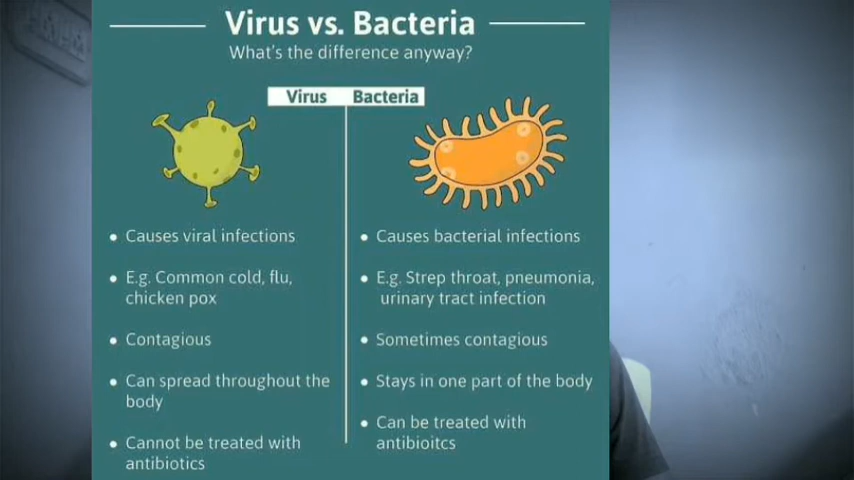 Virus vs. Bacteria
What's the difference anyway?
Virus Bacteria
• Causes viral infections
• E.g. Common cold, flu,
chicken pox
• Contagious
• Can spread throughout the
body
• Cannot be treated with
antibiotics
• Causes bacterial infections
• E.g. Strep throat, pneumonia,
urinary tract infection
• Sometimes contagious
• Stays in one part of the body
• Can be treated with
antibioitcs